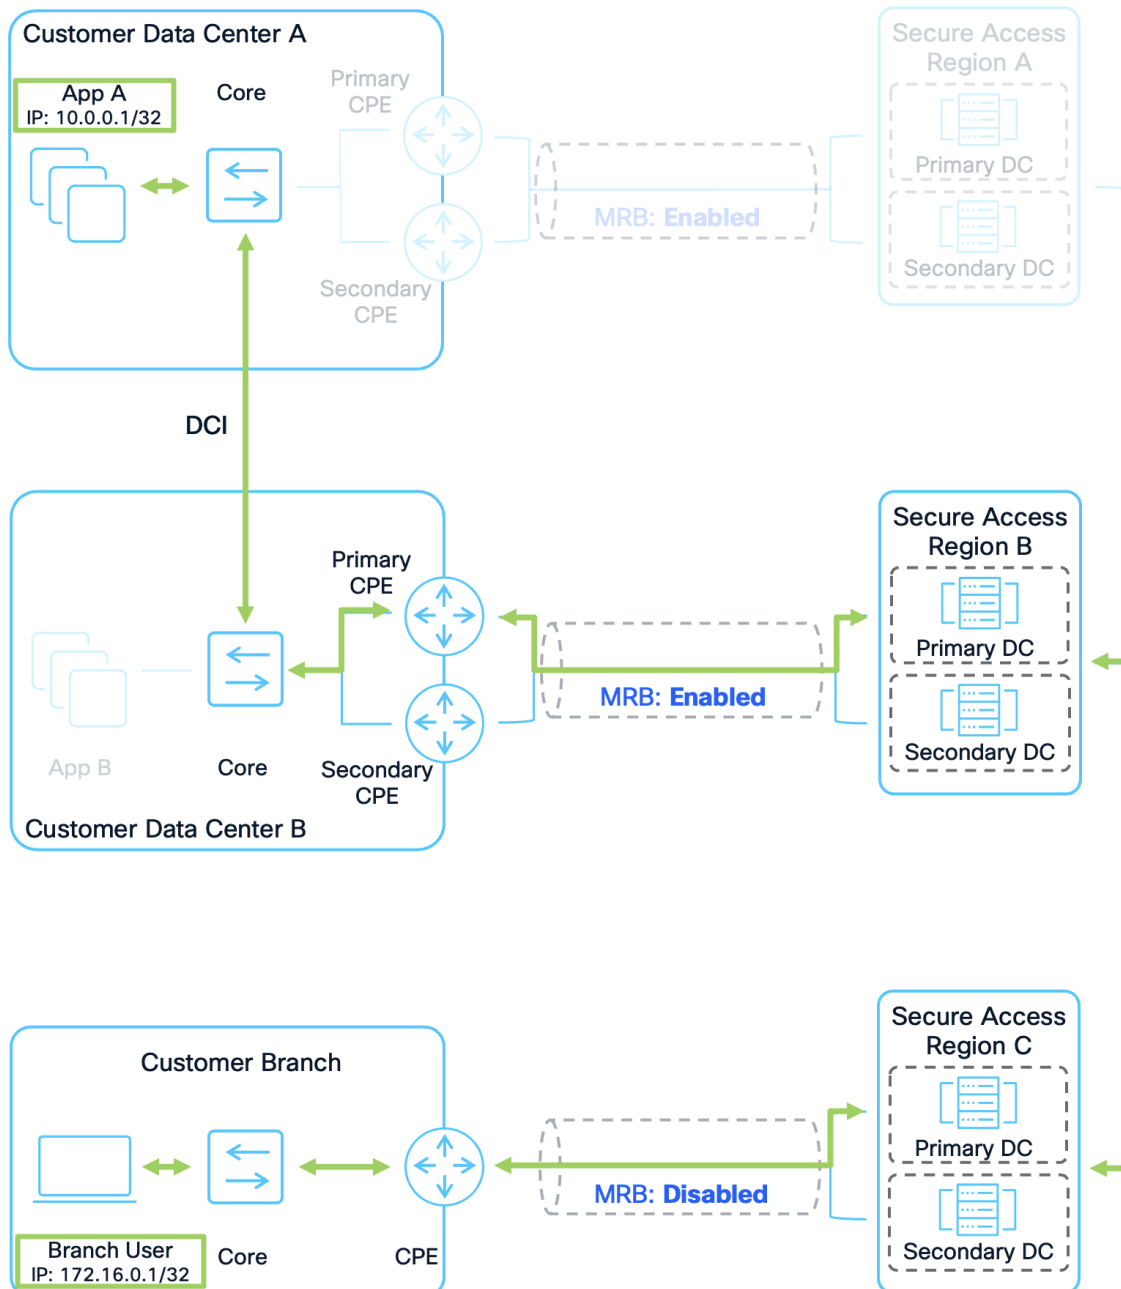 Customer Data Center A
App A
IP: 10.0.0.1/32
Core
Primary
CPE
Secondary
CPE
MRB: Enabled
Secure Access
Region A
Primary DC
Secondary DC
DCI
Primary
CPE
Secondary
CPE
App B
Core
Customer Data Center B
MRB: Enabled
Secure Access
Region B
Primary DC
Secondary DC
Customer Branch
Branch User
IP: 172.16.0.1/32
Core
CPE
MRB: Disabled
Secure Access
Region C
Primary DC
Secondary DC